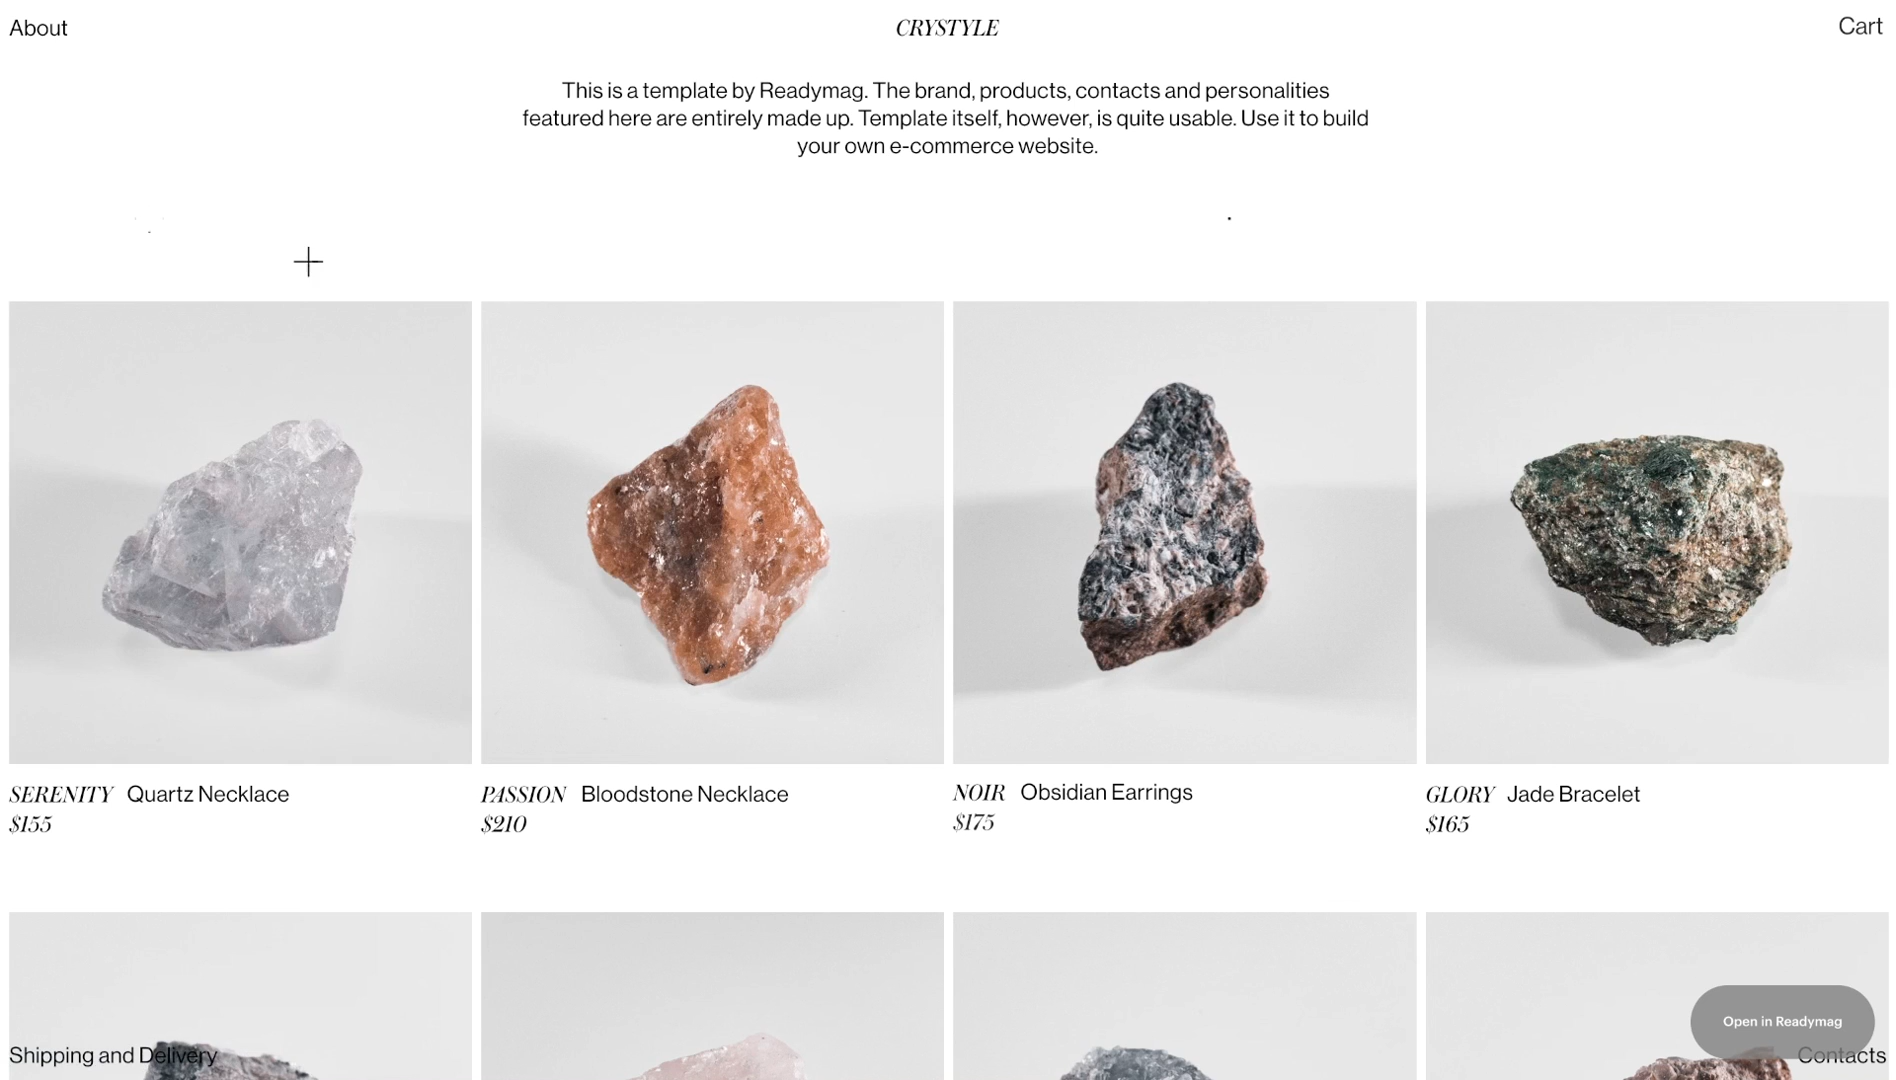 About
CRYSTYLE
Cart
This is a template by Readymag. The brand, products, contacts and personalities
featured here are entirely made up. Template itself, however, is quite usable. Use it to build
your own e-commerce website.
SERENITY Quartz Necklace
$155
PASSION Bloodstone Necklace
$210
NOIR Obsidian Earrings
$175
GLORY Jade Bracelet
$165
Open in Readymag
Shipping and Delivery
Contacts